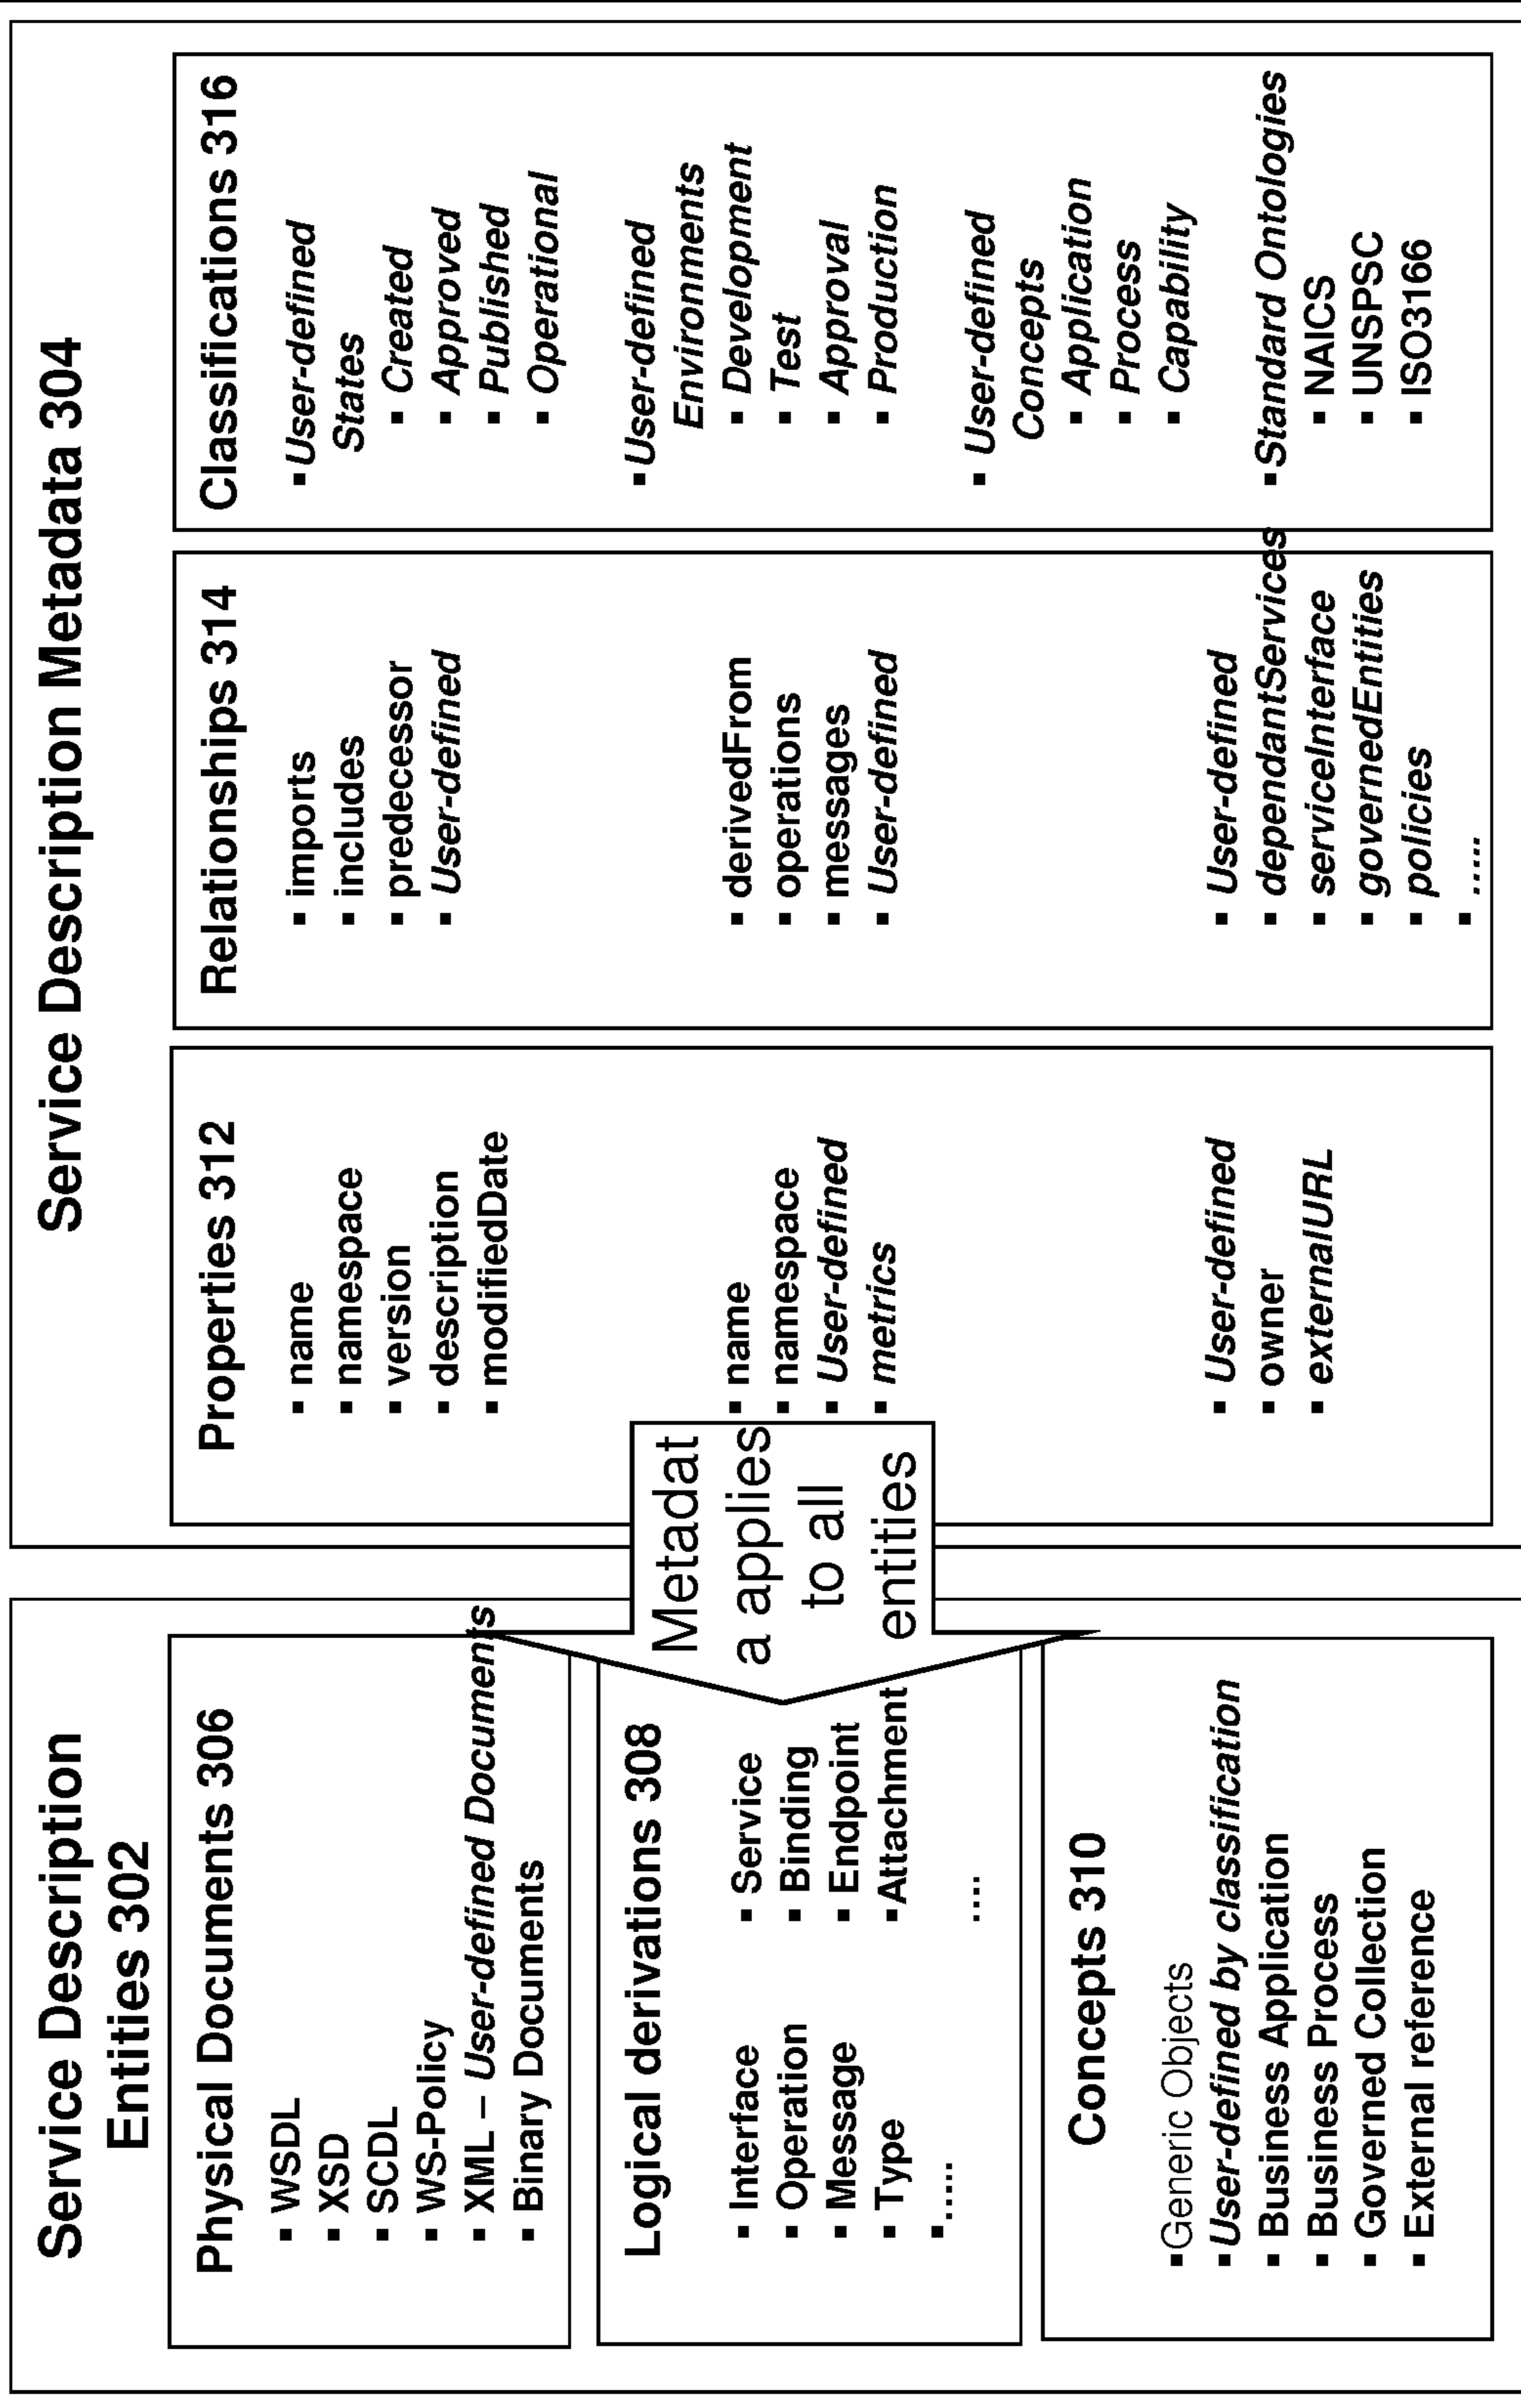 Service Description
Entities 302
Physical Documents 306
▪ WSDL
▪ XSD
▪ SCDL
▪ WS-Policy
▪ XML – User-defined Documents
▪ Binary Documents
Logical derivations 308
▪ Interface
▪ Operation
▪ Message
▪ Type
▪.....
▪ Service
▪ Binding
▪ Endpoint
▪Attachment
....
Concepts 310
▪Generic Objects
▪User-defined by classification
▪ Business Application
▪ Business Process
▪ Governed Collection
▪ External reference
Metadat
a applies
to all
entities
Service Description Metadata 304
Properties 312
▪ name
▪ namespace
▪ version
▪ description
▪ modifiedDate
▪ name
▪ namespace
▪ User-defined
▪ metrics
▪ User-defined
▪ owner
▪ externalURL
Relationships 314
▪ imports
▪ includes
▪ predecessor
▪ User-defined
▪ derivedFrom
▪ operations
▪ messages
▪ User-defined
▪ User-defined
▪ dependantServices
▪ serviceInterface
▪ governedEntities
▪ policies
▪ .....
Classifications 316
▪User-defined
States
▪ Created
▪ Approved
▪ Published
▪ Operational
▪User-defined
Environments
▪ Development
▪ Test
▪ Approval
▪ Production
▪ User-defined
Concepts
▪ Application
▪ Process
▪ Capability
▪Standard Ontologies
▪ NAICS
▪ UNSPSC
▪ ISO3166